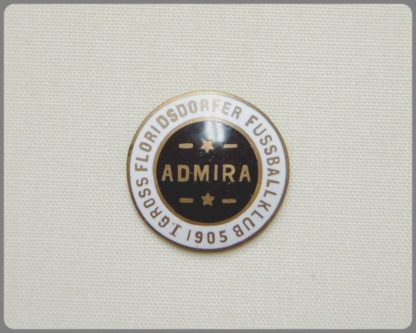 I. GROSS FLORIDSDORFER FUSSBALLKLUB 1905
ADMIRA